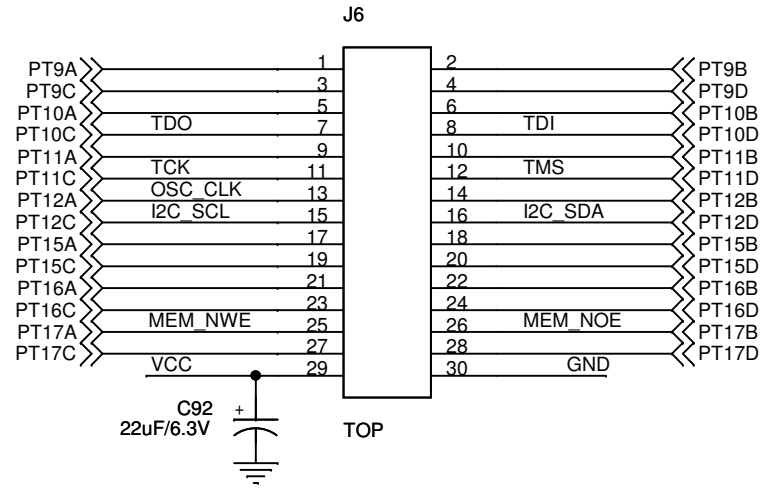 J6
PT9A 1 2 PT9B
PT9C 3 4 PT9D
PT10A 5 6 PT10B
PT10C TDO 7 8 TDI PT10D
PT11A 9 10 PT11B
PT11C TCK 11 12 TMS PT11D
PT12A OSC_CLK 13 14 PT12B
PT12C I2C_SCL 15 16 I2C_SDA PT12D
PT15A 17 18 PT15B
PT15C 19 20 PT15D
PT16A 21 22 PT16B
PT16C 23 24 PT16D
PT17A MEM_NWE 25 26 MEM_NOE PT17B
PT17C 27 28 PT17D
VCC 29 30 GND
C92 +
22uF/6.3V
TOP